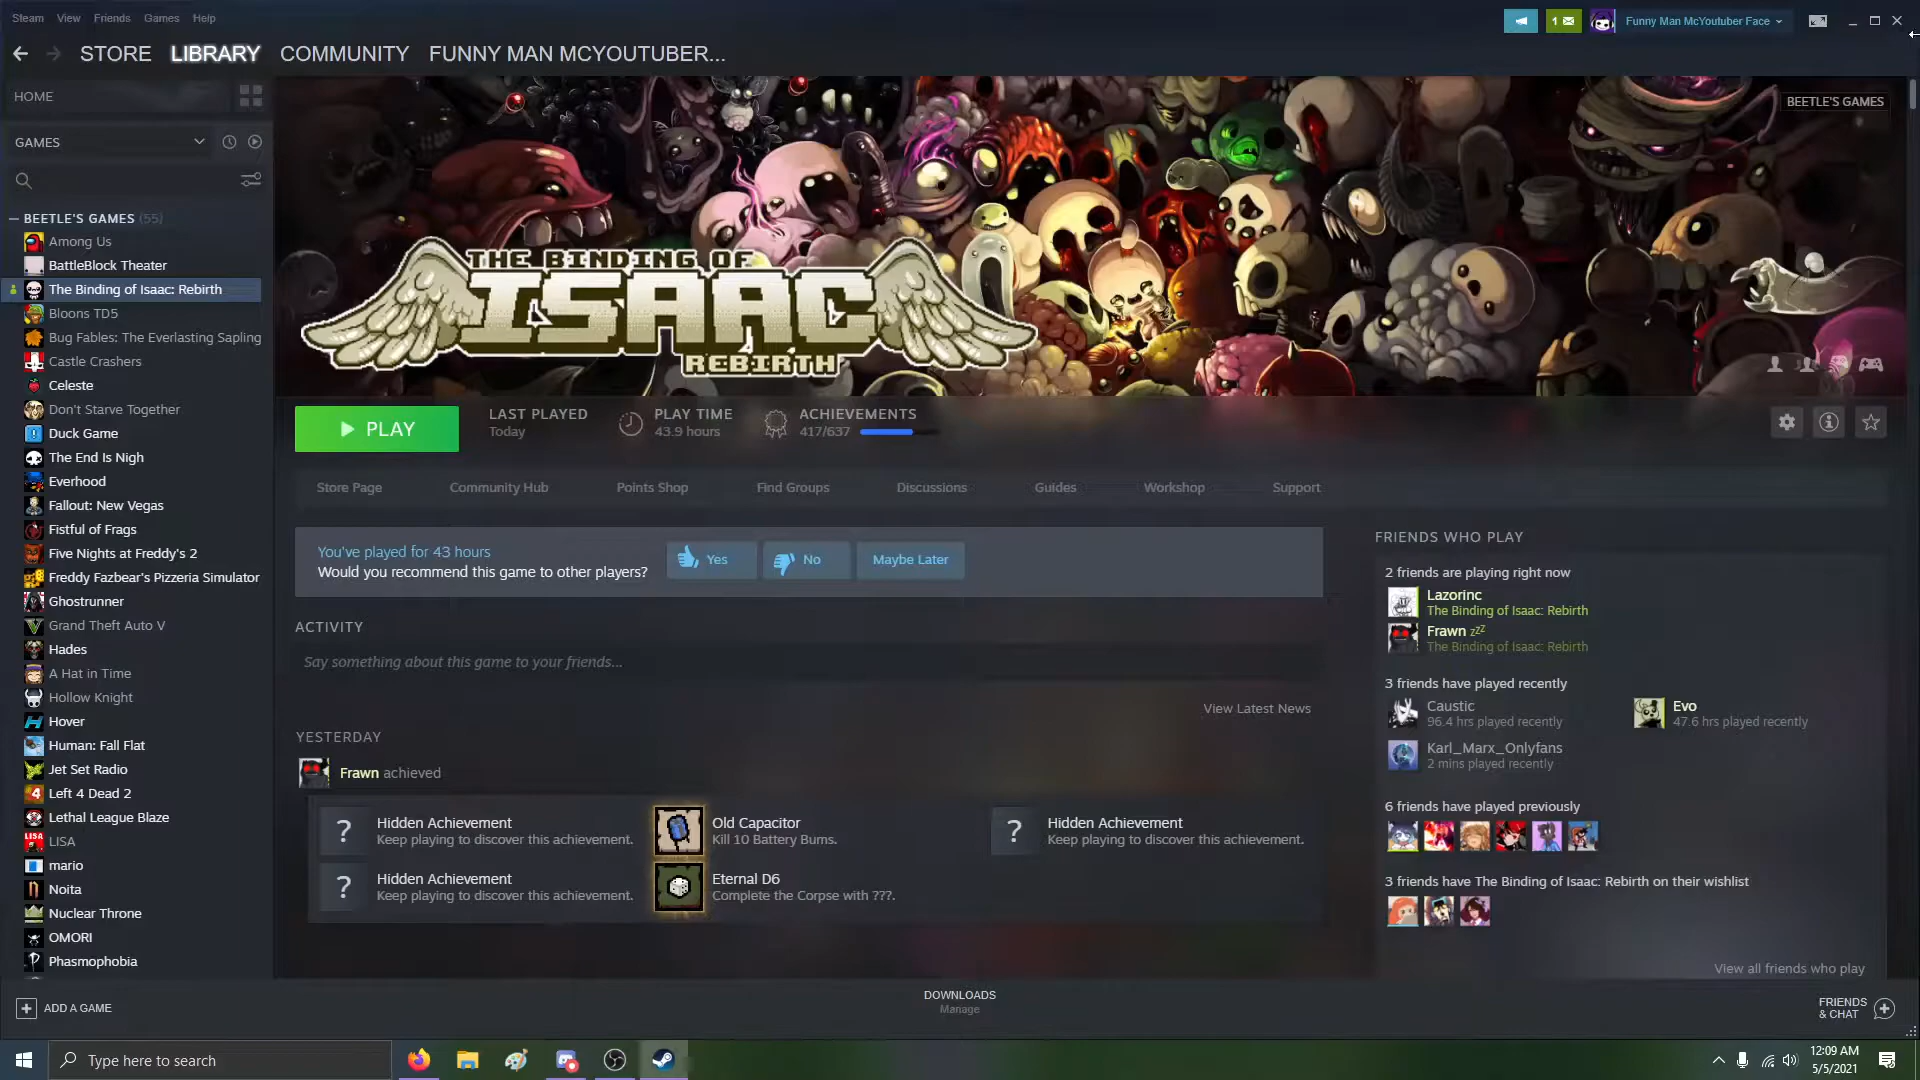 Steam View Friends Games Help
1
Funny Man McYoutuber Face
STORE LIBRARY COMMUNITY FUNNY MAN MCYOUTUBER...
HOME
BEETLE'S GAMES
GAMES
BEETLE'S GAMES (55)
Among Us
BattleBlock Theater
The Binding of Isaac: Rebirth
Bloons TD5
Bug Fables: The Everlasting Sapling
Castle Crashers
Celeste
Don't Starve Together
Duck Game
The End Is Nigh
Everhood
Fallout: New Vegas
Fistful of Frags
Five Nights at Freddy's 2
Freddy Fazbear's Pizzeria Simulator
Ghostrunner
Grand Theft Auto V
Hades
A Hat in Time
Hollow Knight
Hover
Human: Fall Flat
Jet Set Radio
Left 4 Dead 2
Lethal League Blaze
LISA
LISA
mario
Noita
Nuclear Throne
OMORI
Phasmophobia
THE BINDING OF
ISAAC
REBIRTH
PLAY
LAST PLAYED
Today
PLAY TIME
43.9 hours
ACHIEVEMENTS
417/637
Store Page Community Hub Points Shop Find Groups Discussions Guides Workshop Support
You've played for 43 hours
Would you recommend this game to other players?
Yes No Maybe Later
ACTIVITY
Say something about this game to your friends...
View Latest News
YESTERDAY
Frawn achieved
Hidden Achievement
Keep playing to discover this achievement.
Old Capacitor
Kill 10 Battery Bums.
Hidden Achievement
Keep playing to discover this achievement.
Hidden Achievement
Keep playing to discover this achievement.
Eternal D6
Complete the Corpse with ???.
FRIENDS WHO PLAY
2 friends are playing right now
Lazorinc
The Binding of Isaac: Rebirth
Frawn zzz
The Binding of Isaac: Rebirth
3 friends have played recently
Caustic
96.4 hrs played recently
Evo
47.6 hrs played recently
Karl_Marx_Onlyfans
2 mins played recently
6 friends have played previously
3 friends have The Binding of Isaac: Rebirth on their wishlist
View all friends who play
ADD A GAME
DOWNLOADS
Manage
FRIENDS
& CHAT
Type here to search
12:09 AM
5/5/2021